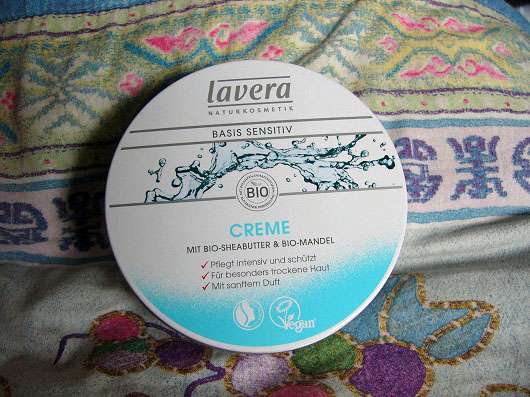 lavera
NATURKOSMETIK
BASIS SENSITIV
BIO
CREME
MIT BIO-SHEABUTTER & BIO-MANDEL
Pflegt intensiv und schützt
Für besonders trockene Haut
Mit sanftem Duft
Vegan